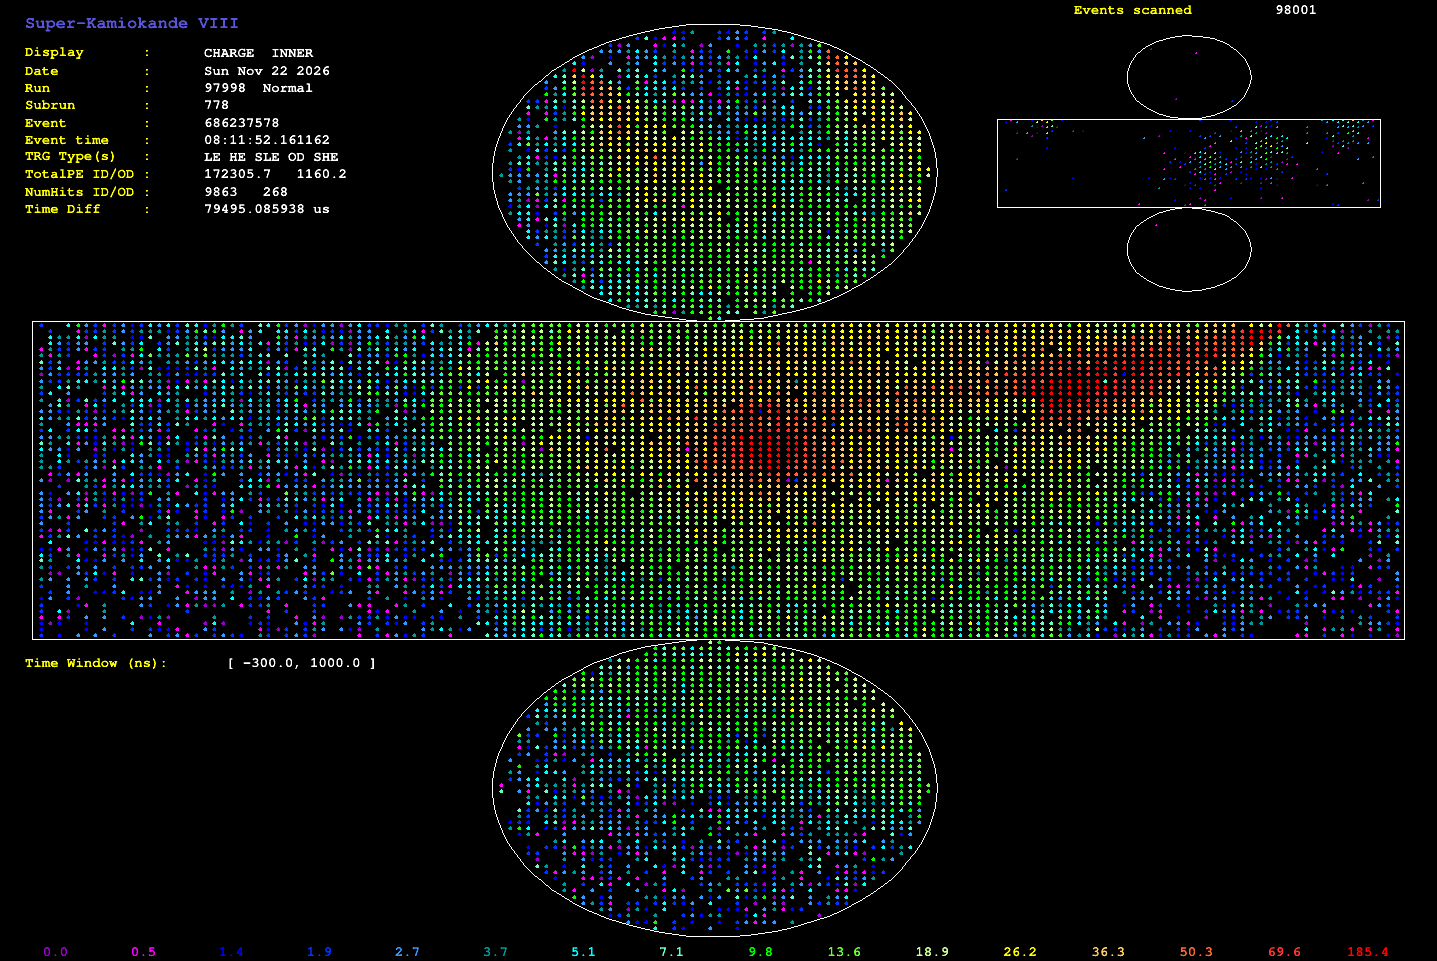 Super-Kamiokande VIII
Events scanned 98001
Display : CHARGE INNER
Date : Sun Nov 22 2026
Run : 97998 Normal
Subrun : 778
Event : 686237578
Event time : 08:11:52.161162
TRG Type(s) : LE HE SLE OD SHE
TotalPE ID/OD : 172305.7 1160.2
NumHits ID/OD : 9863 268
Time Diff : 79495.085938 us
Time Window (ns): [ −300.0, 1000.0 ]
0.0 0.5 1.4 1.9 2.7 3.7 5.1 7.1 9.8 13.6 18.9 26.2 36.3 50.3 69.6 185.4